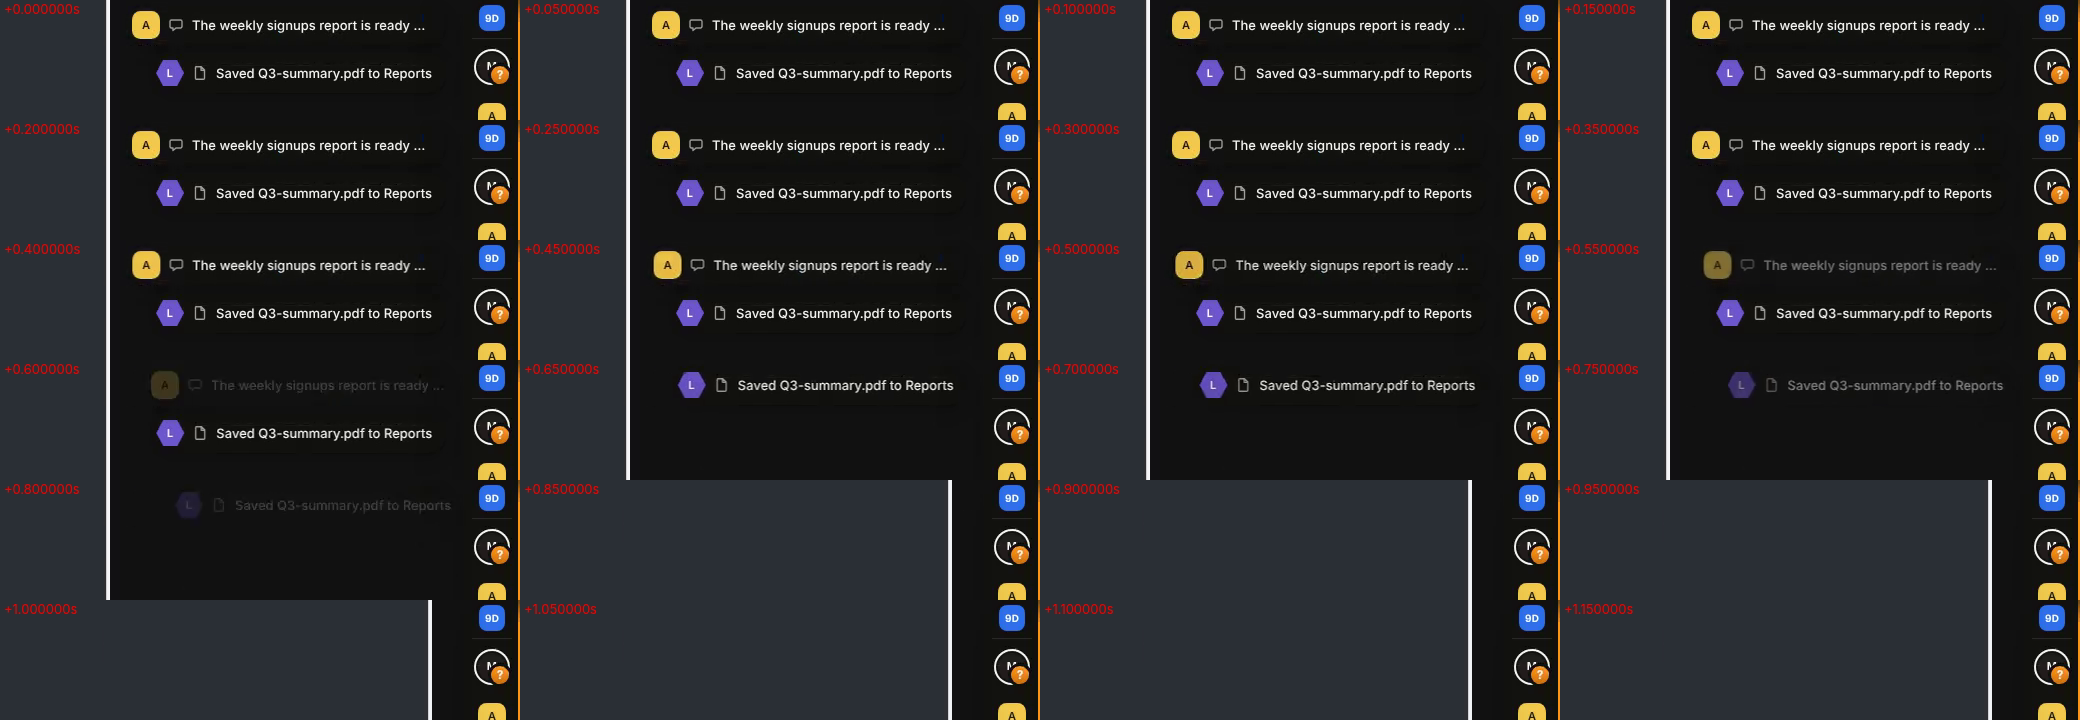 +0.000000s
A The weekly signups report is ready ... 9D
L Saved Q3-summary.pdf to Reports M ?
A
+0.050000s
A The weekly signups report is ready ... 9D
L Saved Q3-summary.pdf to Reports M ?
A
+0.100000s
A The weekly signups report is ready ... 9D
L Saved Q3-summary.pdf to Reports M ?
A
+0.150000s
A The weekly signups report is ready ... 9D
L Saved Q3-summary.pdf to Reports M ?
A
+0.200000s
A The weekly signups report is ready ... 9D
L Saved Q3-summary.pdf to Reports M ?
A
+0.250000s
A The weekly signups report is ready ... 9D
L Saved Q3-summary.pdf to Reports M ?
A
+0.300000s
A The weekly signups report is ready ... 9D
L Saved Q3-summary.pdf to Reports M ?
A
+0.350000s
A The weekly signups report is ready ... 9D
L Saved Q3-summary.pdf to Reports M ?
A
+0.400000s
A The weekly signups report is ready ... 9D
L Saved Q3-summary.pdf to Reports M ?
A
+0.450000s
A The weekly signups report is ready ... 9D
L Saved Q3-summary.pdf to Reports M ?
A
+0.500000s
A The weekly signups report is ready ... 9D
L Saved Q3-summary.pdf to Reports M ?
A
+0.550000s
A The weekly signups report is ready ... 9D
L Saved Q3-summary.pdf to Reports M ?
A
+0.600000s
A The weekly signups report is ready ... 9D
L Saved Q3-summary.pdf to Reports M ?
A
+0.650000s
L Saved Q3-summary.pdf to Reports 9D
M ?
A
+0.700000s
L Saved Q3-summary.pdf to Reports 9D
M ?
A
+0.750000s
L Saved Q3-summary.pdf to Reports 9D
M ?
A
+0.800000s
L Saved Q3-summary.pdf to Reports 9D
M ?
A
+0.850000s
9D
M ?
A
+0.900000s
9D
M ?
A
+0.950000s
9D
M ?
A
+1.000000s
9D
M ?
A
+1.050000s
9D
M ?
A
+1.100000s
9D
M ?
A
+1.150000s
9D
M ?
A